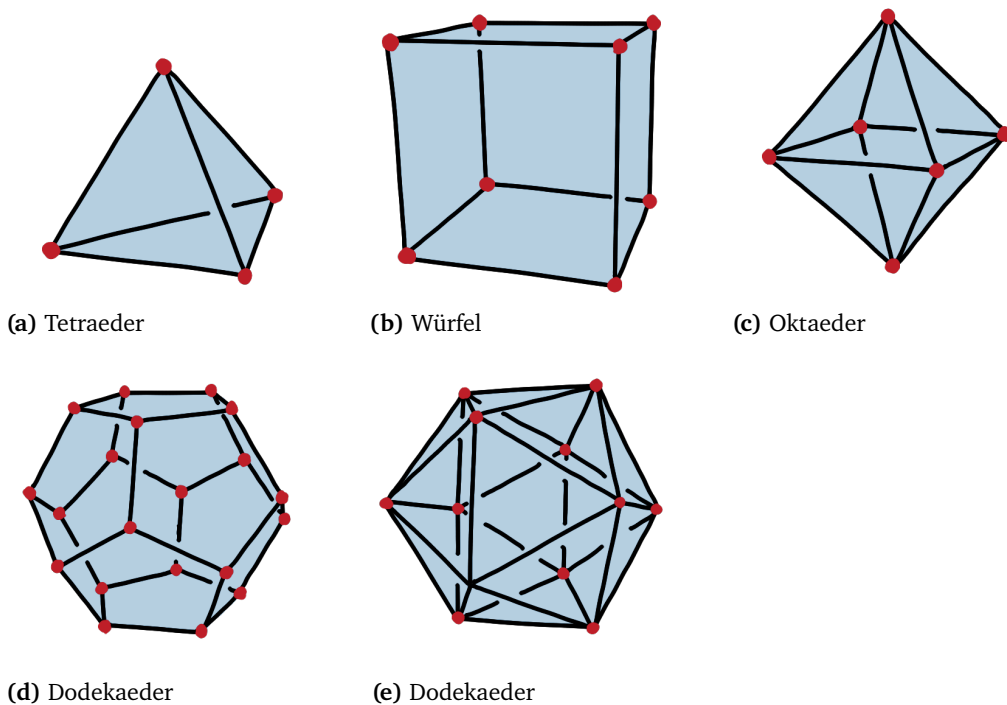 (a) Tetraeder
(b) Würfel
(c) Oktaeder
(d) Dodekaeder
(e) Dodekaeder